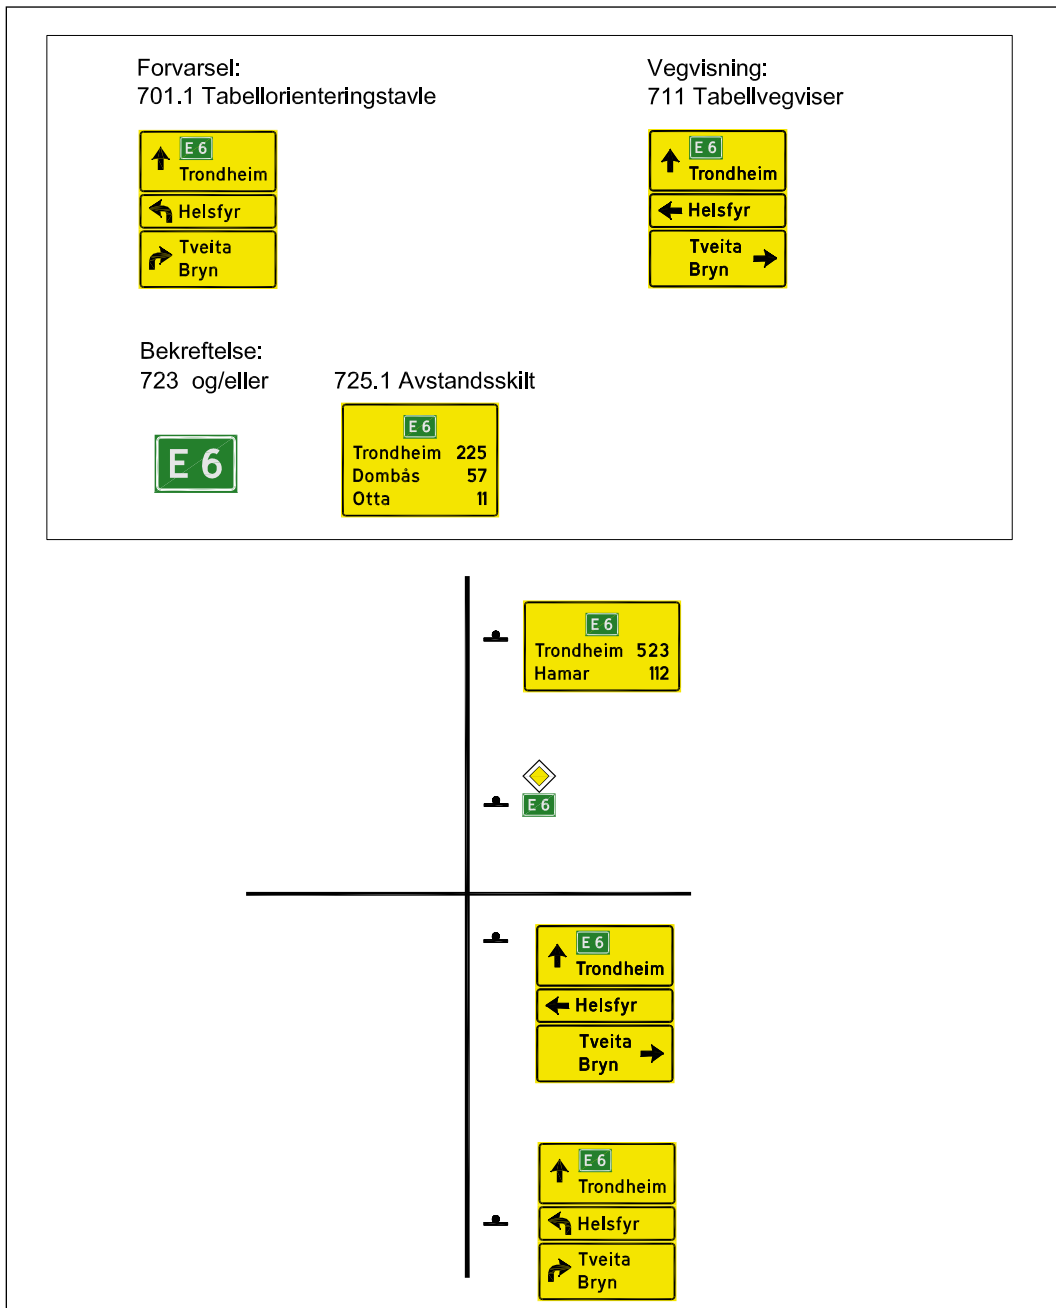 Forvarsel:
701.1 Tabellorienteringstavle
E 6
Trondheim
Helsfyr
Tveita
Bryn
Vegvisning:
711 Tabellvegviser
E 6
Trondheim
Helsfyr
Tveita
Bryn
Bekreftelse:
723 og/eller
E 6
725.1 Avstandsskilt
E 6
Trondheim 225
Dombås 57
Otta 11
E 6
Trondheim 523
Hamar 112
E 6
E 6
Trondheim
Helsfyr
Tveita
Bryn
E 6
Trondheim
Helsfyr
Tveita
Bryn